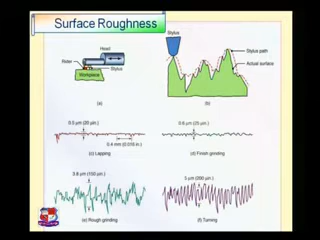 Surface Roughness
Stylus
Head
Rider
Stylus
Workpiece
Stylus path
Actual surface
(a)
(b)
0.5 µm (20 µin.)
0.6 µm (25 µin.)
0.4 mm (0.016 in.)
(c) Lapping
(d) Finish grinding
3.8 µm (150 µin.)
5 µm (200 µin.)
(e) Rough grinding
(f) Turning